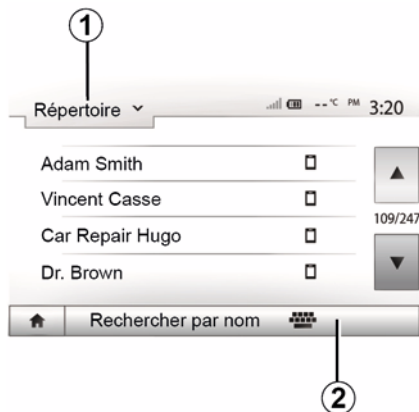 1
Répertoire
--°C PM 3:20
Adam Smith
Vincent Casse
109/247
Car Repair Hugo
Dr. Brown
Rechercher par nom
2